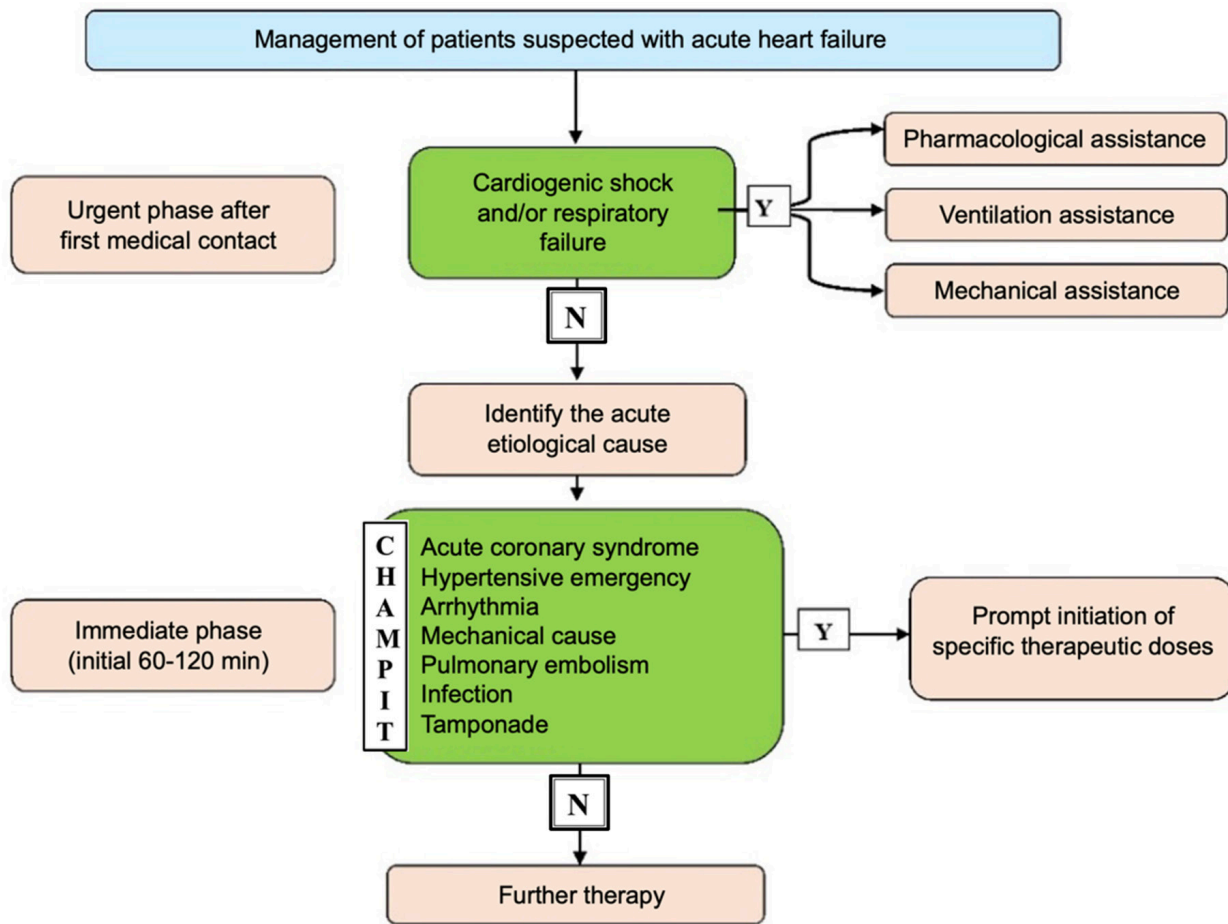 Management of patients suspected with acute heart failure
Urgent phase after
first medical contact
Cardiogenic shock
and/or respiratory
failure
Y
Pharmacological assistance
Ventilation assistance
Mechanical assistance
N
Identify the acute
etiological cause
Immediate phase
(initial 60-120 min)
C Acute coronary syndrome
H Hypertensive emergency
A Arrhythmia
M Mechanical cause
P Pulmonary embolism
I Infection
T Tamponade
Y
Prompt initiation of
specific therapeutic doses
N
Further therapy